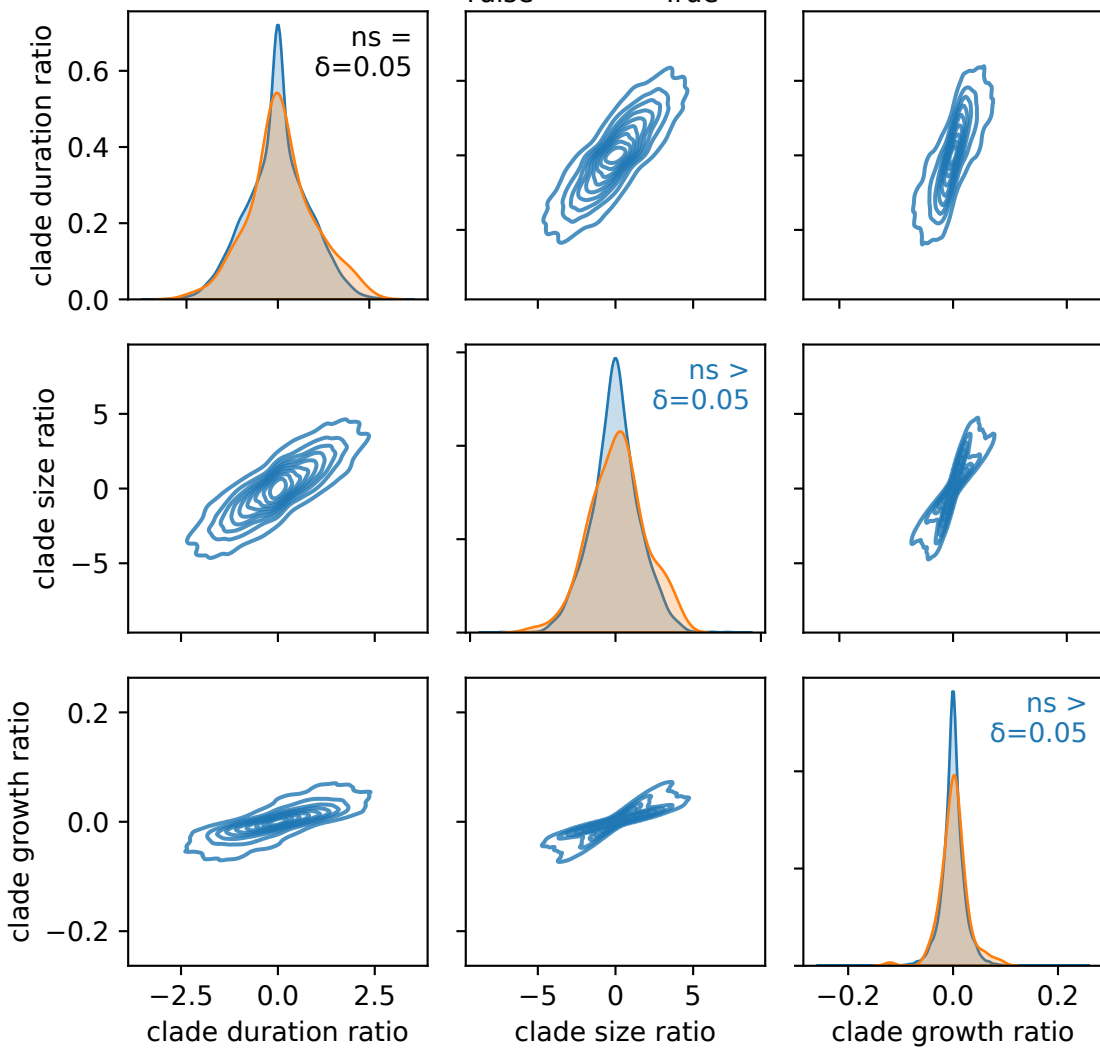 True
ns =
δ=0.05
clade duration ratio
0.6
0.4
0.2
0.0
ns >
δ=0.05
clade size ratio
5
0
−5
ns >
δ=0.05
clade growth ratio
0.2
0.0
−0.2
−2.5 0.0 2.5
−5 0 5
−0.2 0.0 0.2
clade duration ratio
clade size ratio
clade growth ratio